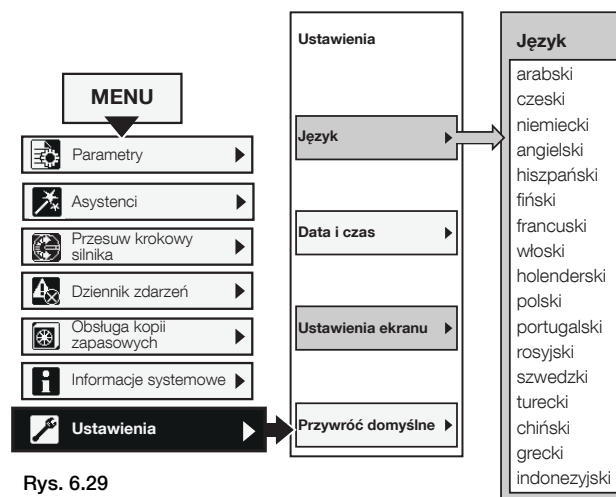 MENU
Parametry
Asystenci
Przesuw krokowy
silnika
Dziennik zdarzeń
Obsługa kopii
zapasowych
Informacje systemowe
Ustawienia
Ustawienia
Język
Data i czas
Ustawienia ekranu
Przywróć domyślne
Język
arabski
czeski
niemiecki
angielski
hiszpański
fiński
francuski
włoski
holenderski
polski
portugalski
rosyjski
szwedzki
turecki
chiński
grecki
indonezyjski
Rys. 6.29